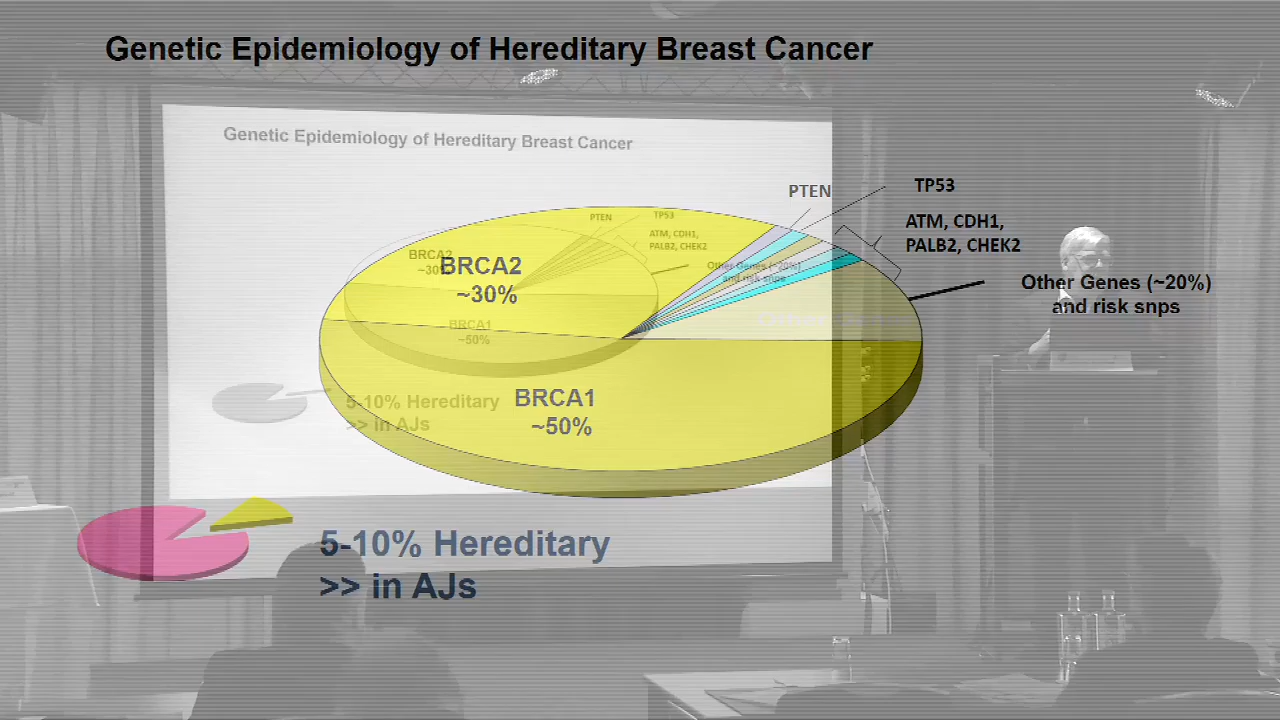 Genetic Epidemiology of Hereditary Breast Cancer
Genetic Epidemiology of Hereditary Breast Cancer
PTEN
TP53
ATM, CDH1,
PALB2, CHEK2
Other Genes (~20%)
and risk snps
BRCA2
~30%
BRCA1
~50%
5-10% Hereditary
>> in AJs
PTEN
TP53
ATM, CDH1,
PALB2, CHEK2
Other Genes (~20%)
and risk snps
BRCA2
~30%
BRCA1
~50%
5-10% Hereditary
>> in AJs